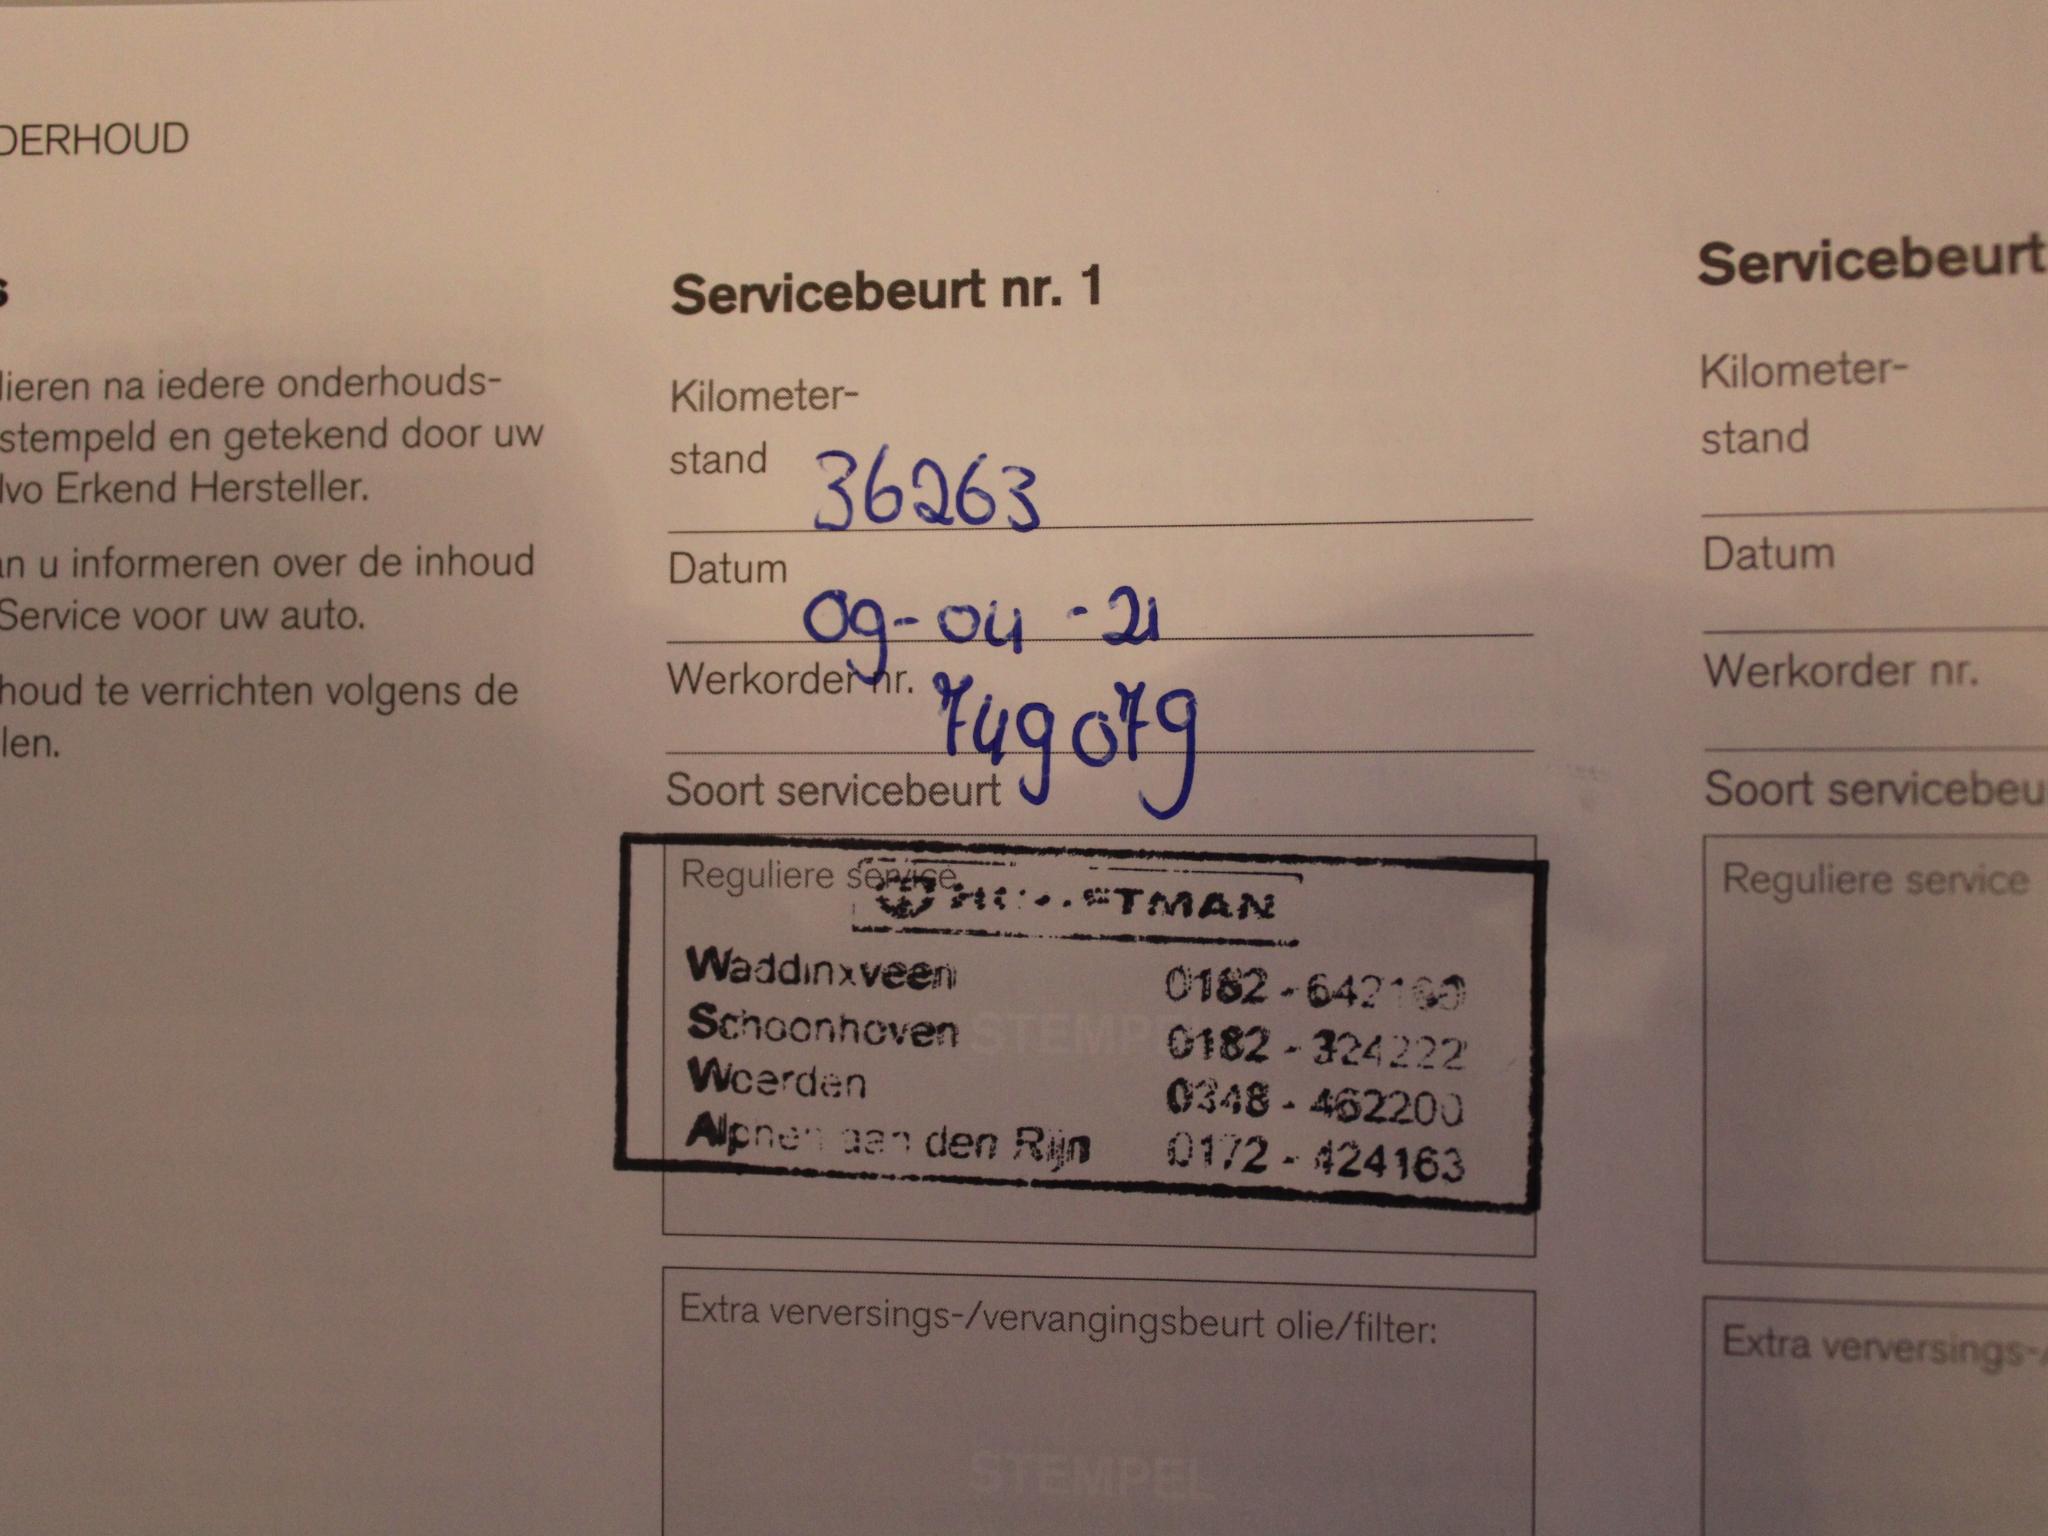 DERHOUD
s
lieren na iedere onderhouds-
stempeld en getekend door uw
lvo Erkend Hersteller.
an u informeren over de inhoud
Service voor uw auto.
houd te verrichten volgens de
len.
Servicebeurt nr. 1
Kilometer-
stand 36263
Datum
09-04-21
Werkorder nr. 749079
Soort servicebeurt
Reguliere service
Waddinxveen
STEMPEL
Schoonhoven 0182 - 324222
Woerden 0348 - 462200
Alphen aan den Rijn 0172 - 424163
Extra verversings-/vervangingsbeurt olie/filter:
STEMPEL
Servicebeurt
Kilometer-
stand
Datum
Werkorder nr.
Soort servicebeu
Reguliere service
Extra verversings-/